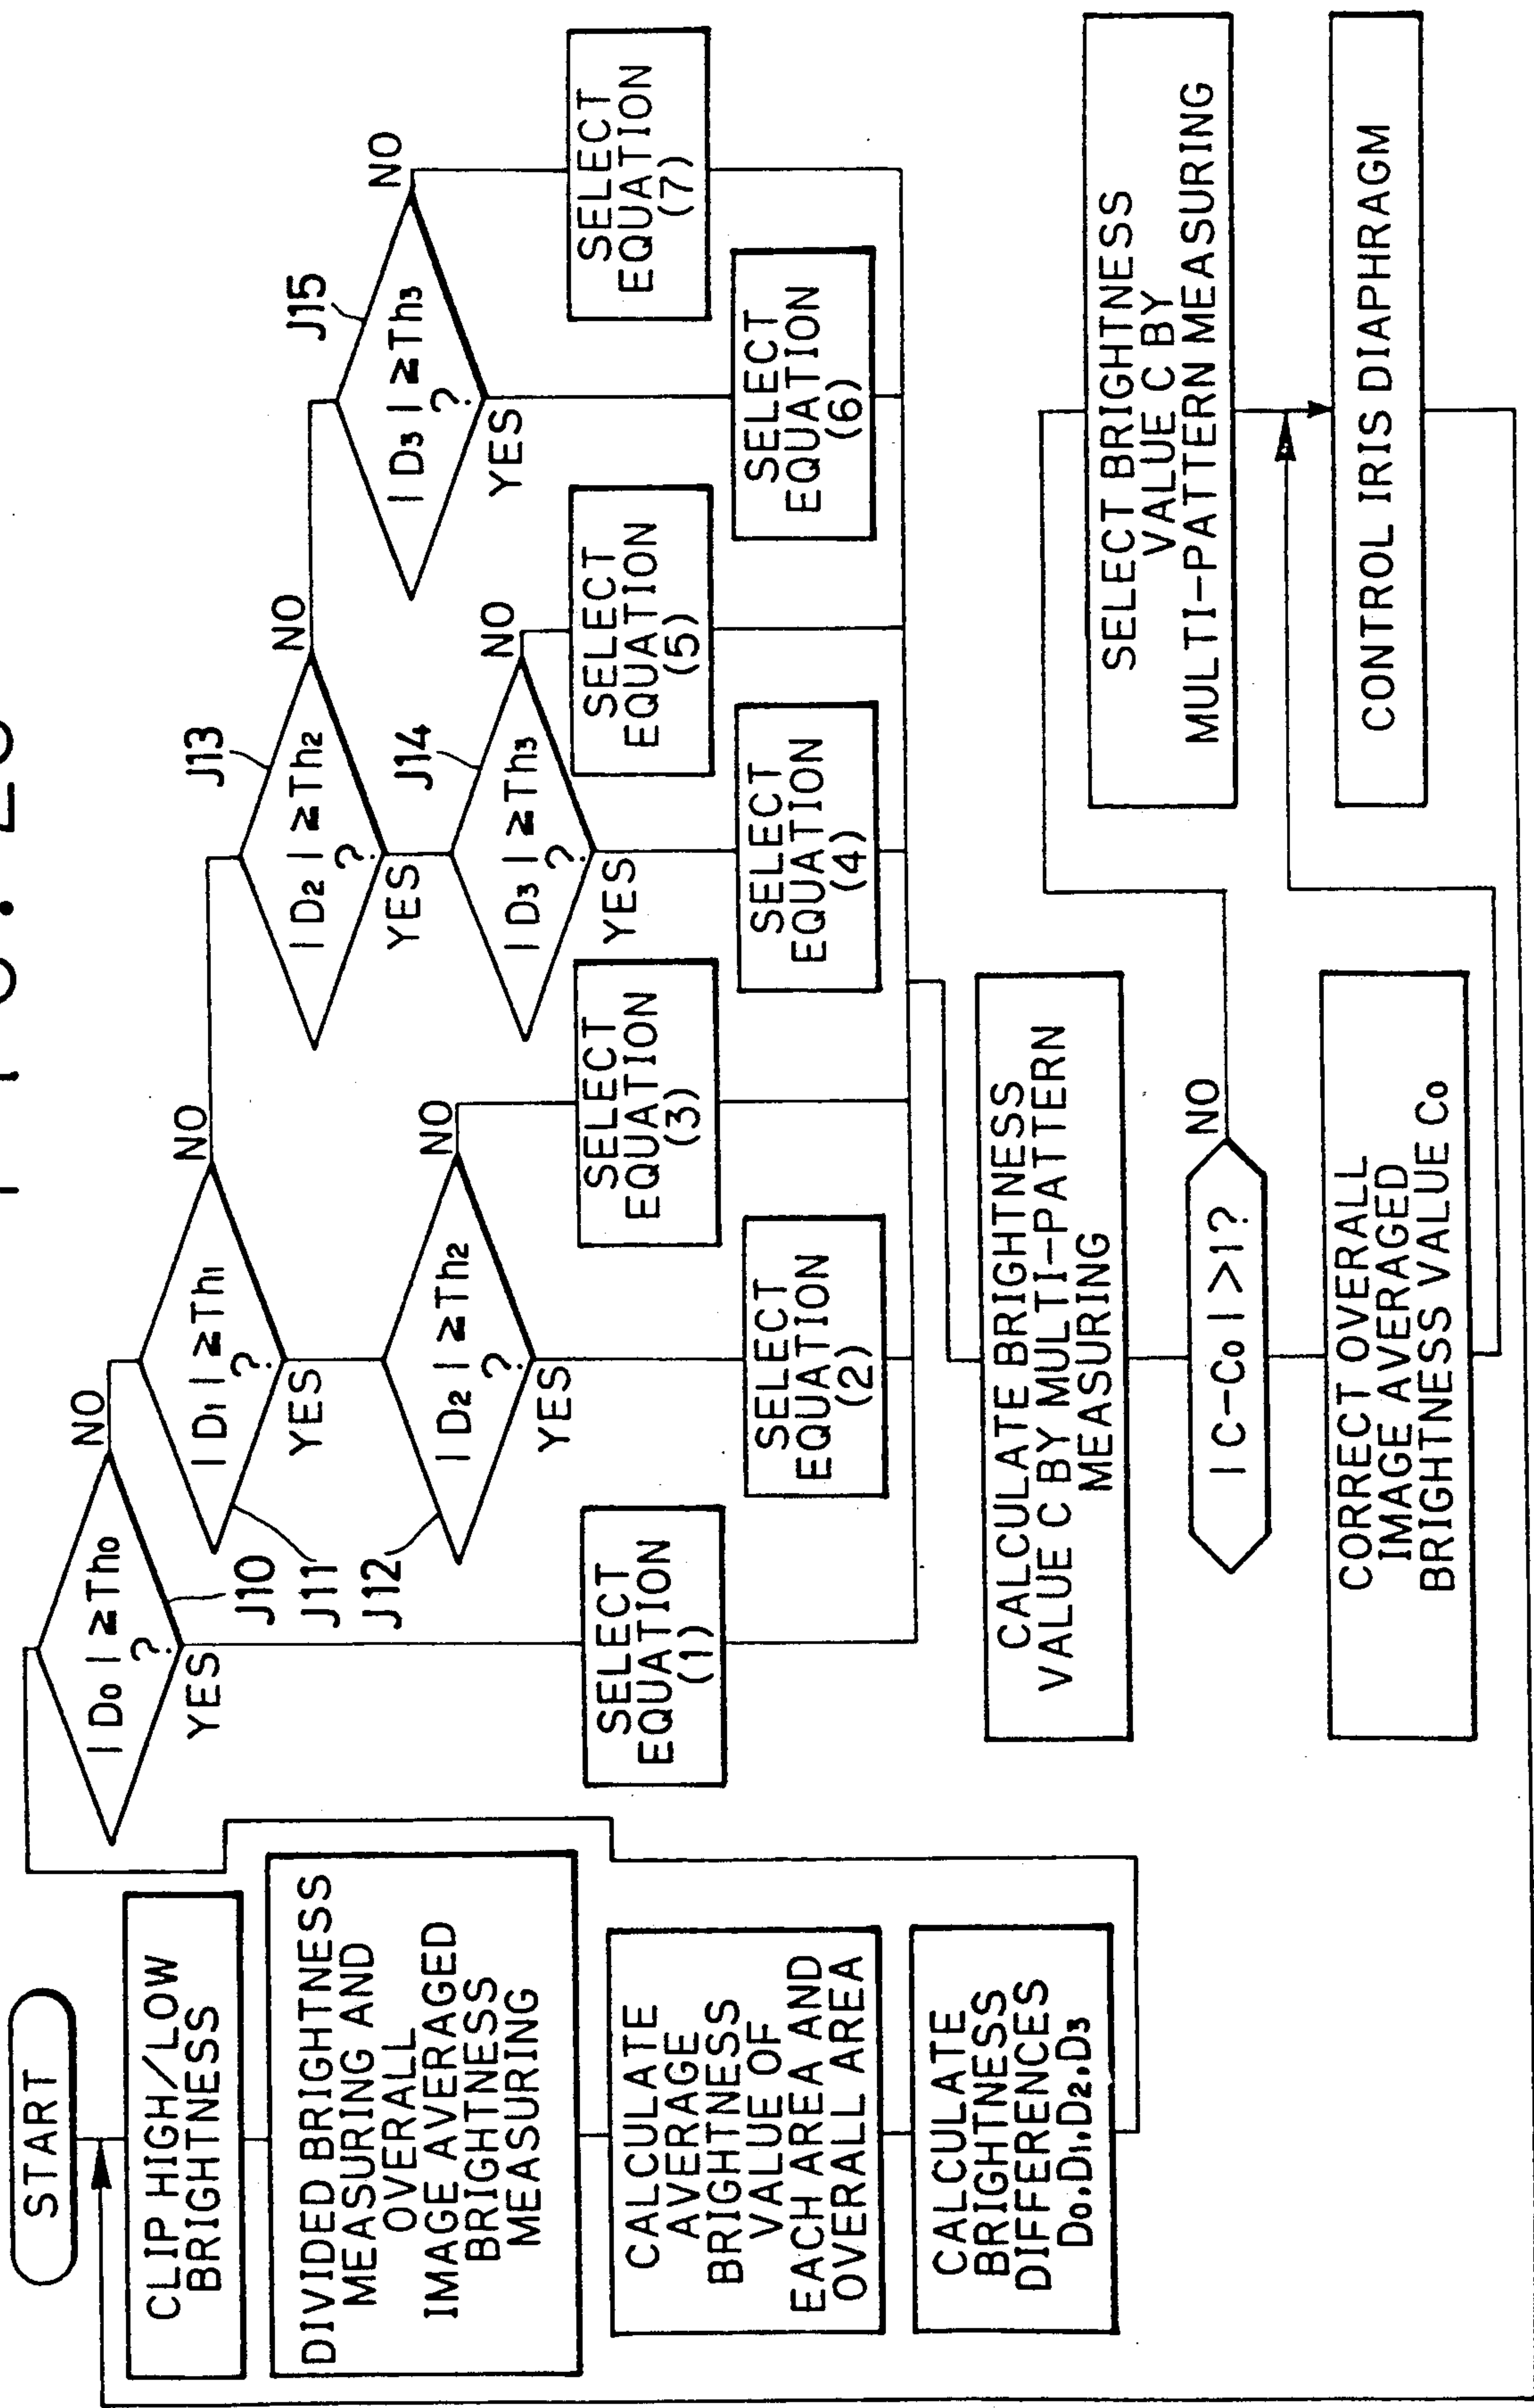 START
CLIP HIGH/LOW
BRIGHTNESS
DIVIDED BRIGHTNESS
MEASURING AND
OVERALL
IMAGE AVERAGED
BRIGHTNESS
MEASURING
CALCULATE
AVERAGE
BRIGHTNESS
VALUE OF
EACH AREA AND
OVERALL AREA
CALCULATE
BRIGHTNESS
DIFFERENCES
D₀,D₁,D₂,D₃
|D₀|≥Th₀
?
NO
YES
J10
|D₁|≥Th₁
?
NO
YES
J11
|D₂|≥Th₂
?
NO
YES
J12
|D₂|≥Th₂
?
NO
YES
J13
|D₃|≥Th₃
?
NO
YES
J14
|D₃|≥Th₃
?
NO
YES
J15
SELECT
EQUATION
(1)
SELECT
EQUATION
(2)
SELECT
EQUATION
(3)
SELECT
EQUATION
(4)
SELECT
EQUATION
(5)
SELECT
EQUATION
(6)
SELECT
EQUATION
(7)
CALCULATE BRIGHTNESS
VALUE C BY MULTI-PATTERN
MEASURING
|C-C₀|>1?
NO
CORRECT OVERALL
IMAGE AVERAGED
BRIGHTNESS VALUE C₀
SELECT BRIGHTNESS
VALUE C BY
MULTI-PATTERN MEASURING
CONTROL IRIS DIAPHRAGM